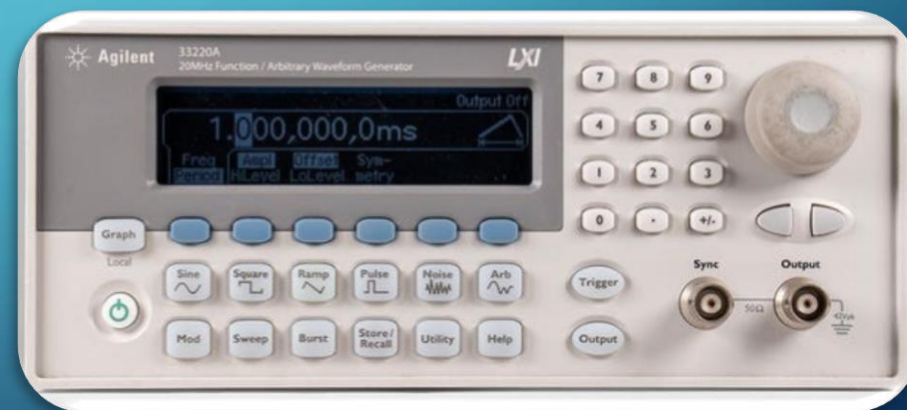 Agilent
33220A
20MHz Function / Arbitrary Waveform Generator
LXI
Output Off
1.000,000,0ms
Freq Ampl Offset Sym-
Period HiLevel LoLevel metry
7 8 9
4 5 6
1 2 3
0 . +/-
Graph
Local
Sine Square Ramp Pulse Noise Arb
Mod Sweep Burst Store/
Recall Utility Help
Trigger
Output
Sync Output
50Ω
42Vpk